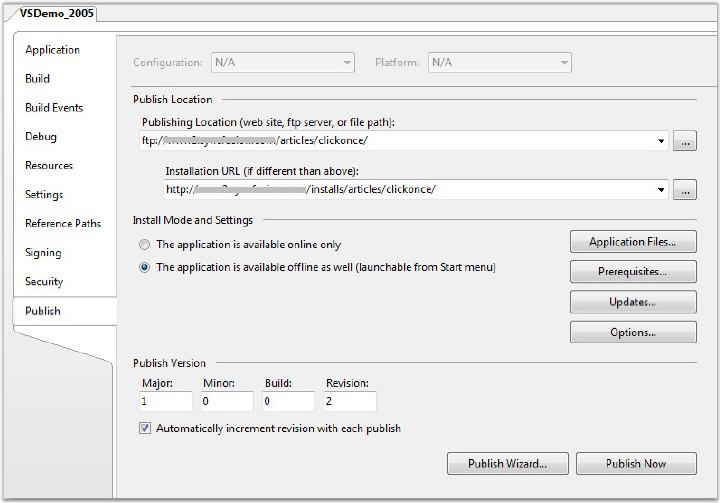 VSDemo_2005
Application
Build
Build Events
Debug
Resources
Settings
Reference Paths
Signing
Security
Publish
Configuration: N/A Platform: N/A
Publish Location
Publishing Location (web site, ftp server, or file path):
ftp:/ /articles/clickonce/
...
Installation URL (if different than above):
http:/ /installs/articles/clickonce/
...
Install Mode and Settings
The application is available online only
The application is available offline as well (launchable from Start menu)
Application Files...
Prerequisites...
Updates...
Options...
Publish Version
Major: Minor: Build: Revision:
1 0 0 2
Automatically increment revision with each publish
Publish Wizard... Publish Now